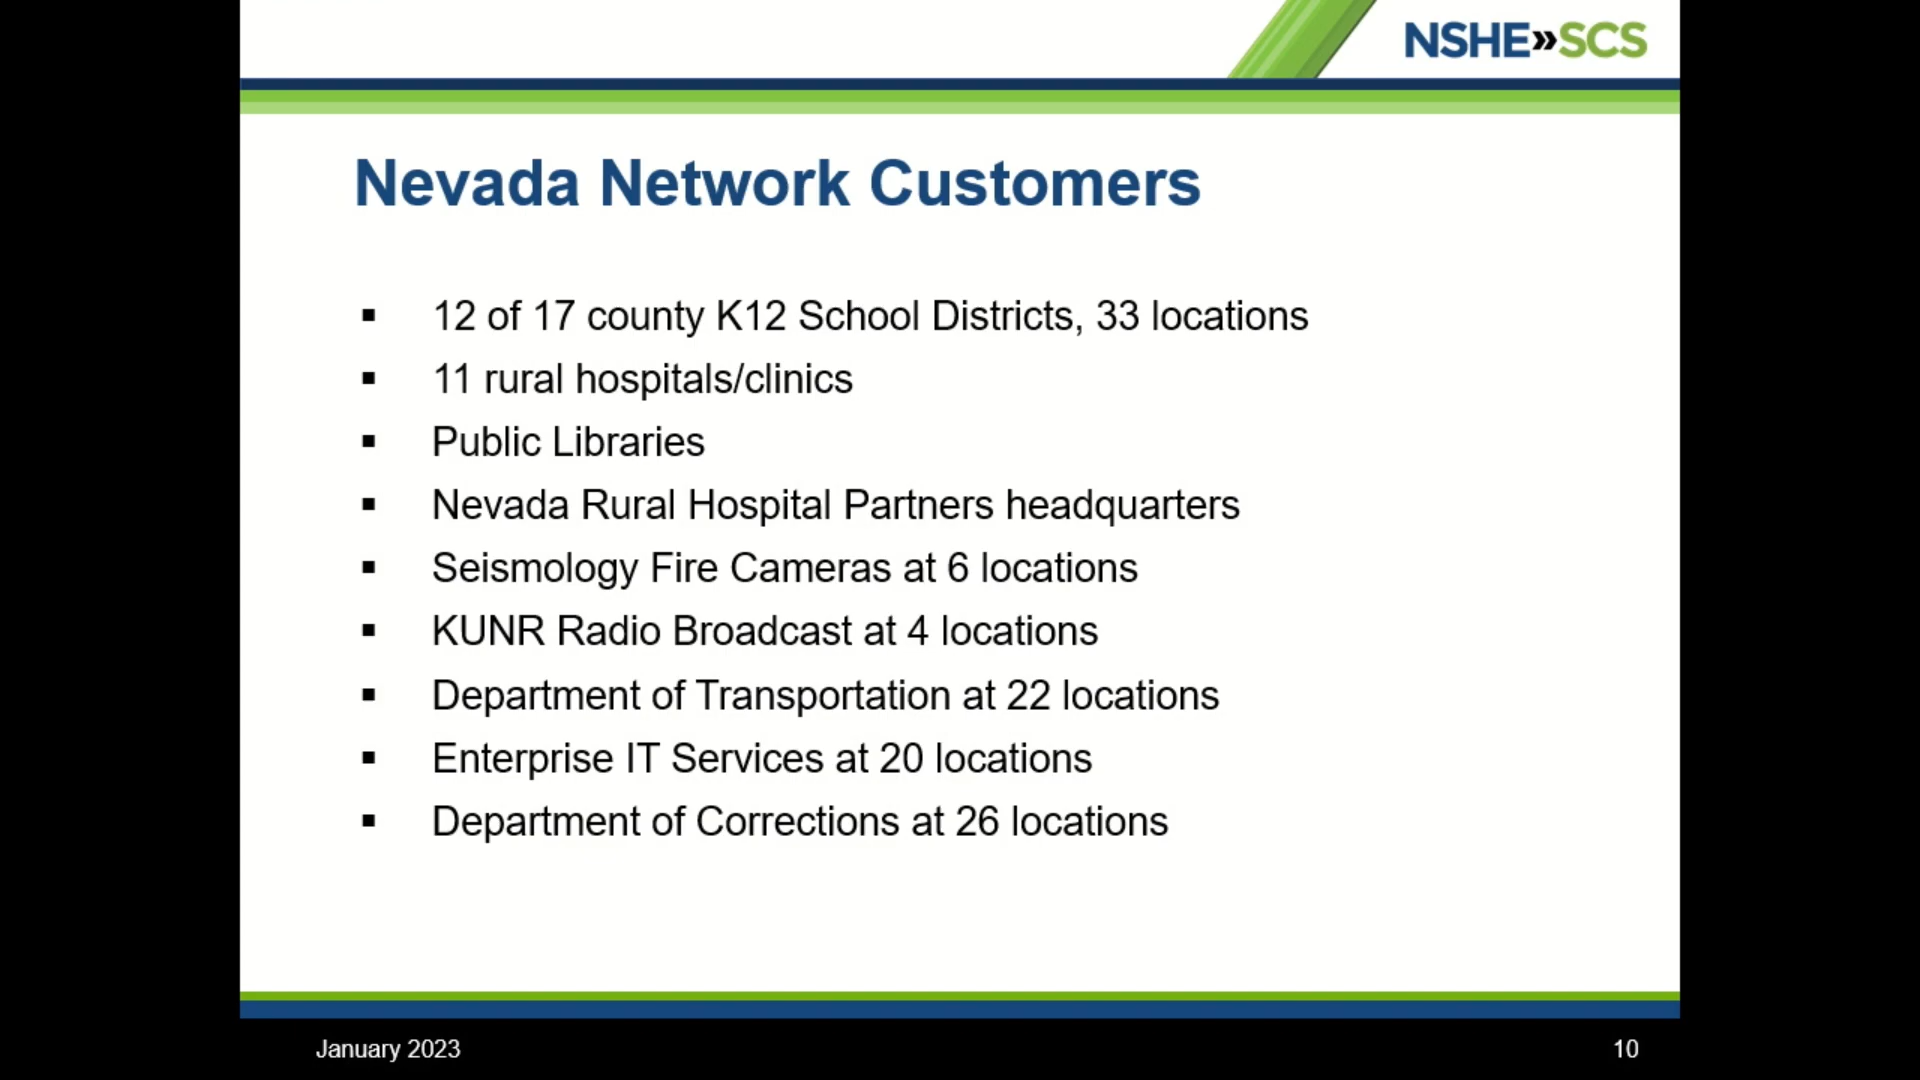 NSHE»SCS
Nevada Network Customers
▪ 12 of 17 county K12 School Districts, 33 locations
▪ 11 rural hospitals/clinics
▪ Public Libraries
▪ Nevada Rural Hospital Partners headquarters
▪ Seismology Fire Cameras at 6 locations
▪ KUNR Radio Broadcast at 4 locations
▪ Department of Transportation at 22 locations
▪ Enterprise IT Services at 20 locations
▪ Department of Corrections at 26 locations
January 2023
10